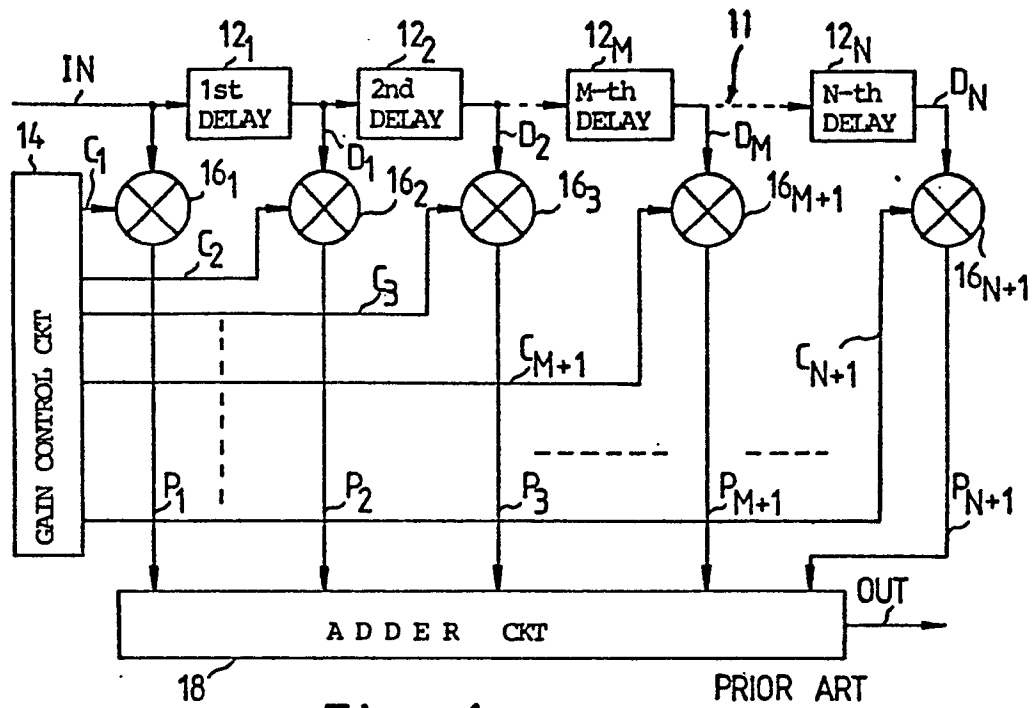 IN
12₁
12₂
12M
11
12N
1st
DELAY
2nd
DELAY
M-th
DELAY
N-th
DELAY
DN
D₁
D₂
DM
14
C₁
16₁
16₂
16₃
16M+1
16N+1
C₂
C₃
CM+1
CN+1
GAIN CONTROL CKT
P₁
P₂
P₃
PM+1
PN+1
ADDER CKT
OUT
18
PRIOR ART